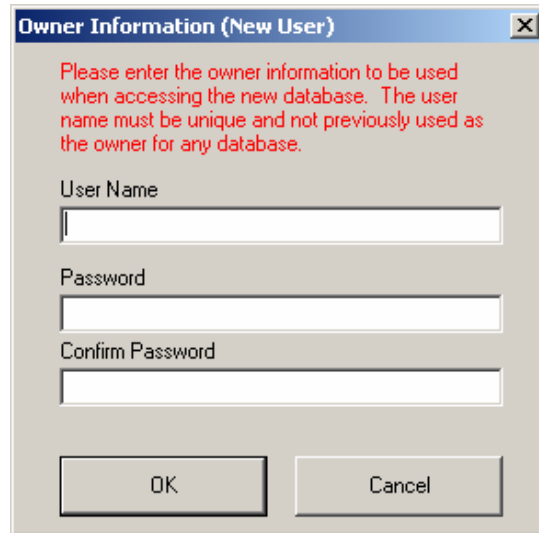 Owner Information (New User)
Please enter the owner information to be used
when accessing the new database.  The user
name must be unique and not previously used as
the owner for any database.
User Name
Password
Confirm Password
OK
Cancel